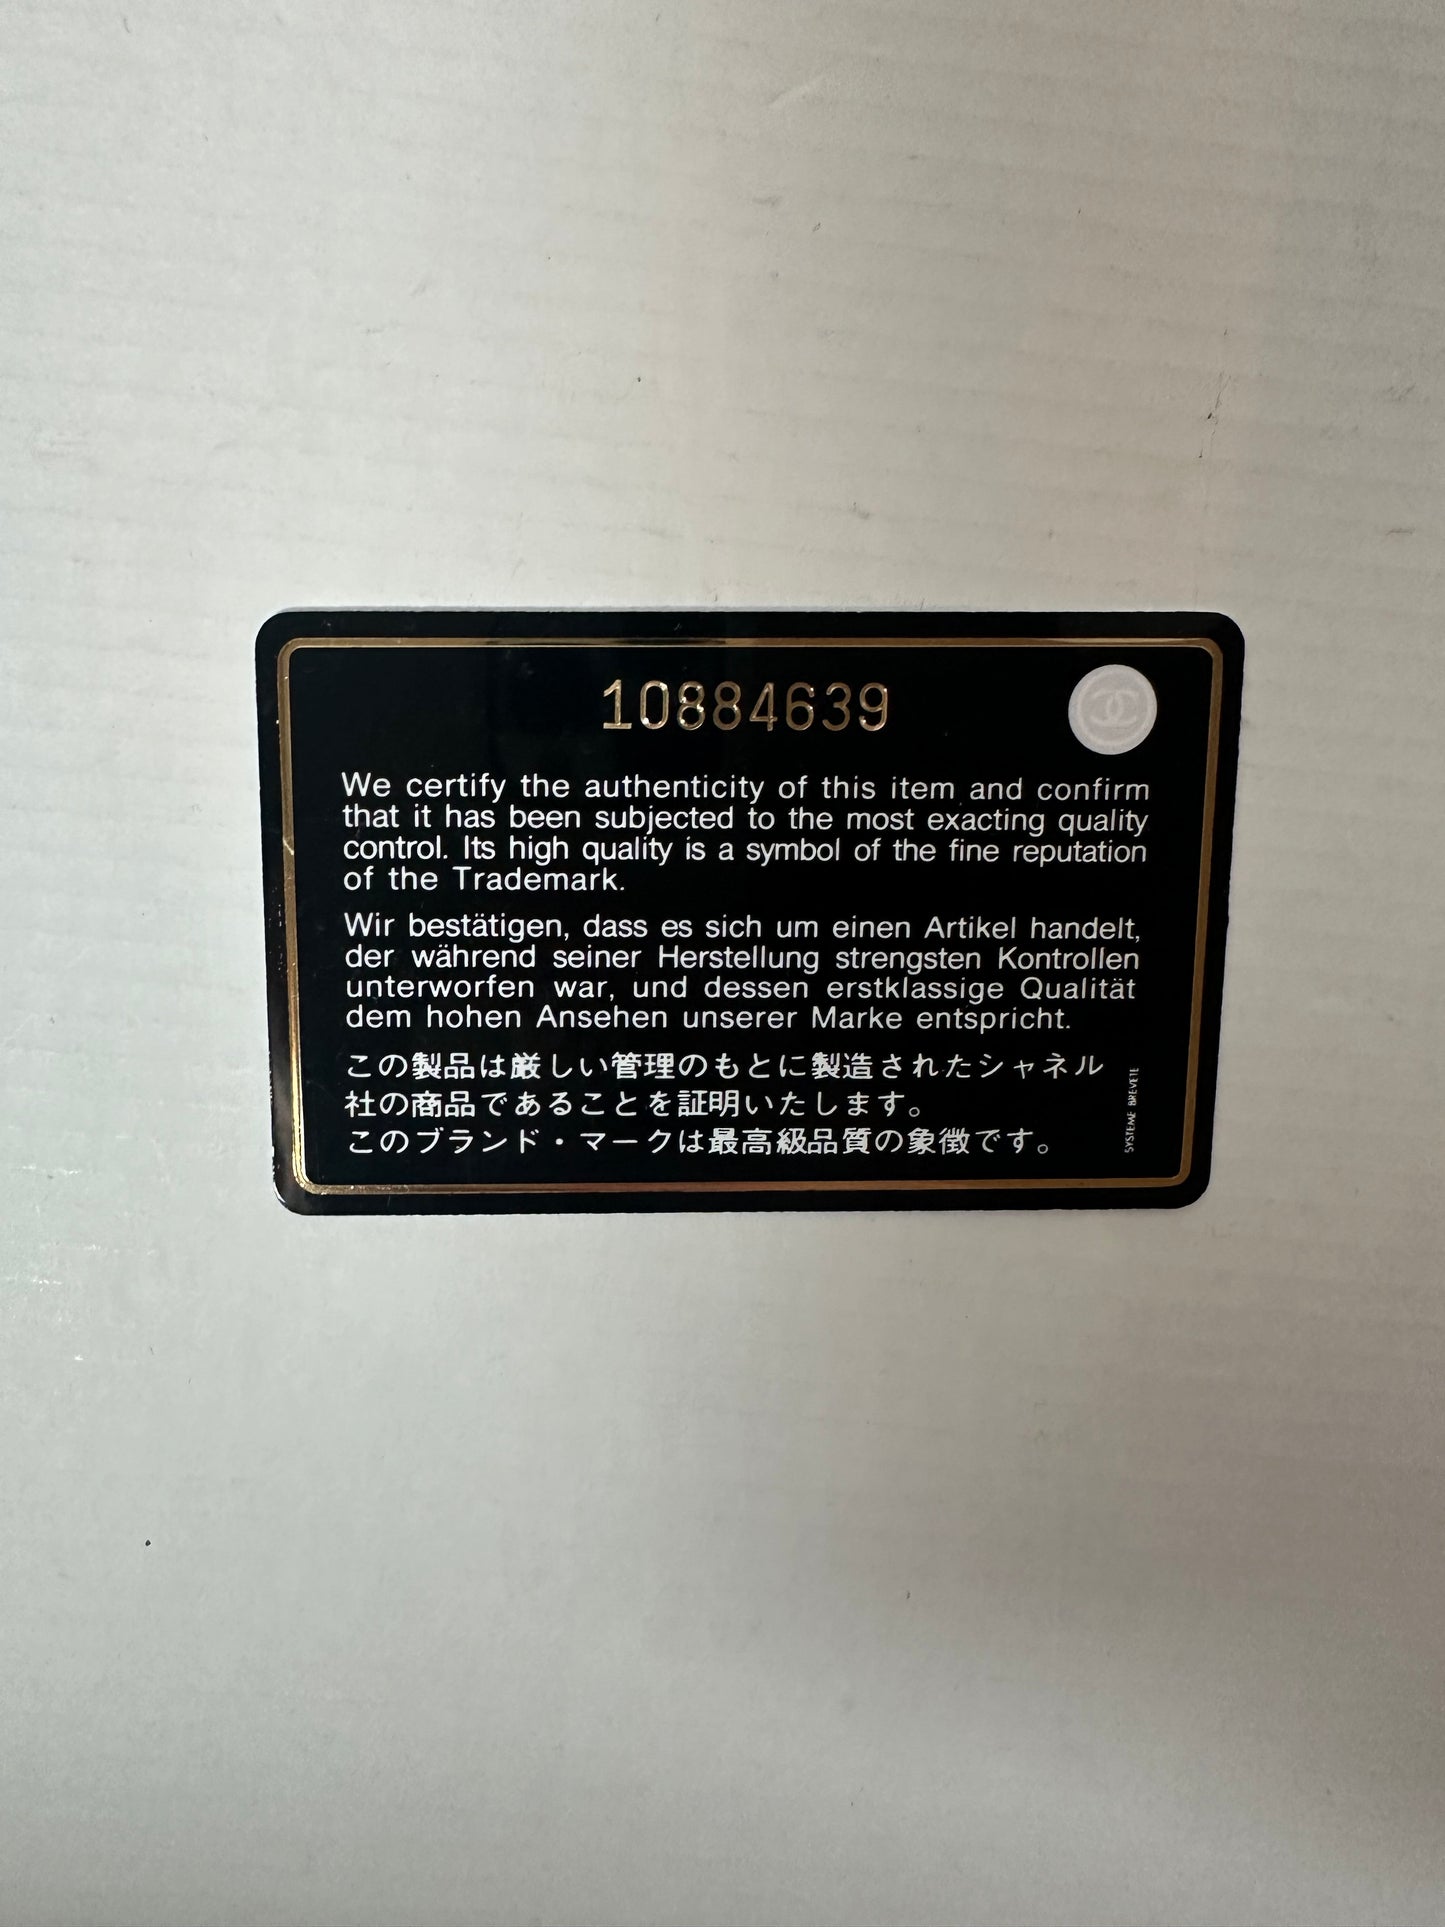 10884639
We certify the authenticity of this item and confirm
that it has been subjected to the most exacting quality
control. Its high quality is a symbol of the fine reputation
of the Trademark.
Wir bestätigen, dass es sich um einen Artikel handelt,
der während seiner Herstellung strengsten Kontrollen
unterworfen war, und dessen erstklassige Qualität
dem hohen Ansehen unserer Marke entspricht.
この製品は厳しい管理のもとに製造されたシャネル
社の商品であることを証明いたします。
このブランド・マークは最高級品質の象徴です。
SYSTEME BREVETE